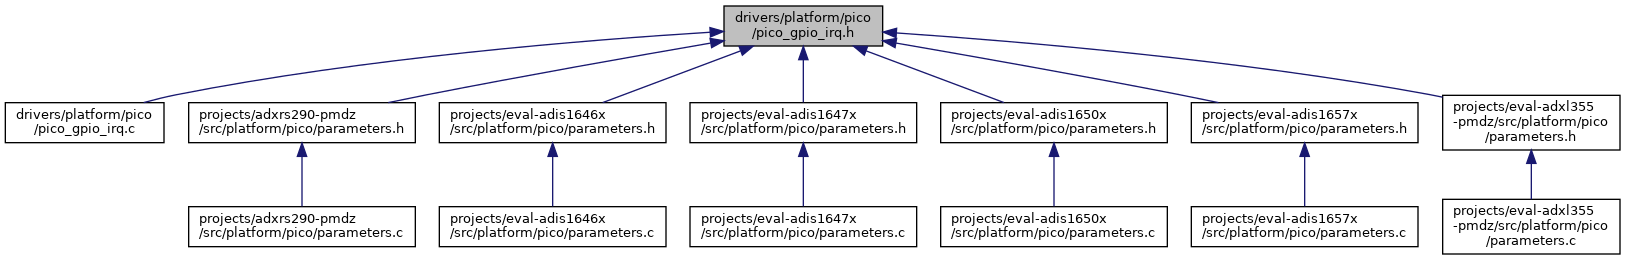 drivers/platform/pico
/pico_gpio_irq.h
drivers/platform/pico
/pico_gpio_irq.c
projects/adxrs290-pmdz
/src/platform/pico/parameters.h
projects/eval-adis1646x
/src/platform/pico/parameters.h
projects/eval-adis1647x
/src/platform/pico/parameters.h
projects/eval-adis1650x
/src/platform/pico/parameters.h
projects/eval-adis1657x
/src/platform/pico/parameters.h
projects/eval-adxl355
-pmdz/src/platform/pico
/parameters.h
projects/adxrs290-pmdz
/src/platform/pico/parameters.c
projects/eval-adis1646x
/src/platform/pico/parameters.c
projects/eval-adis1647x
/src/platform/pico/parameters.c
projects/eval-adis1650x
/src/platform/pico/parameters.c
projects/eval-adis1657x
/src/platform/pico/parameters.c
projects/eval-adxl355
-pmdz/src/platform/pico
/parameters.c